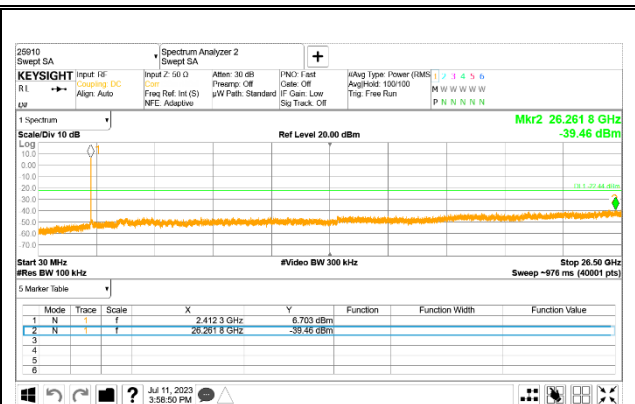 25910
Swept SA
Spectrum Analyzer 2
Swept SA
KEYSIGHT
Input: RF
Coupling: DC
Align: Auto
Input Z: 50 Ω
Corr
Freq Ref: Int (S)
NFE: Adaptive
Atten: 30 dB
Preamp: Off
µW Path: Standard
PNO: Fast
Gate: Off
IF Gain: Low
Sig Track: Off
#Avg Type: Power (RMS
Avg|Hold: 100/100
Trig: Free Run
1 2 3 4 5 6
M W W W W W
P N N N N N
R L
1 Spectrum
Scale/Div 10 dB
Ref Level 20.00 dBm
Mkr2 26.261 8 GHz
-39.46 dBm
Log
10.0
0.00
10.0
20.0
30.0
40.0
50.0
60.0
-70.0
1
2
Start 30 MHz
#Video BW 300 kHz
Stop 26.50 GHz
#Res BW 100 kHz
Sweep ~976 ms (40001 pts)
5 Marker Table
Mode Trace Scale X Y Function Function Width Function Value
1 N 1 f 2.412 3 GHz 6.703 dBm
2 N 1 f 26.261 8 GHz -39.46 dBm
3
4
5
6
? Jul 11, 2023
3:58:50 PM